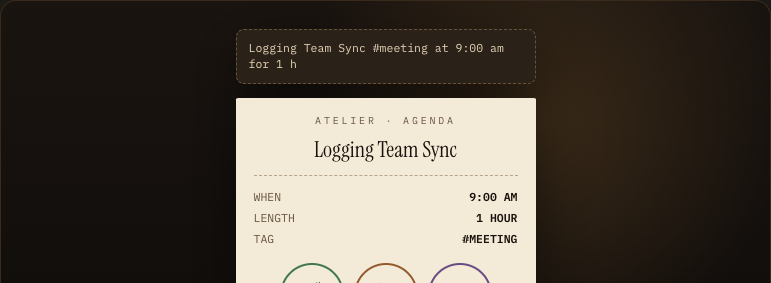 Logging Team Sync #meeting at 9:00 am
for 1 h
ATELIER · AGENDA
Logging Team Sync
WHEN 9:00 AM
LENGTH 1 HOUR
TAG #MEETING